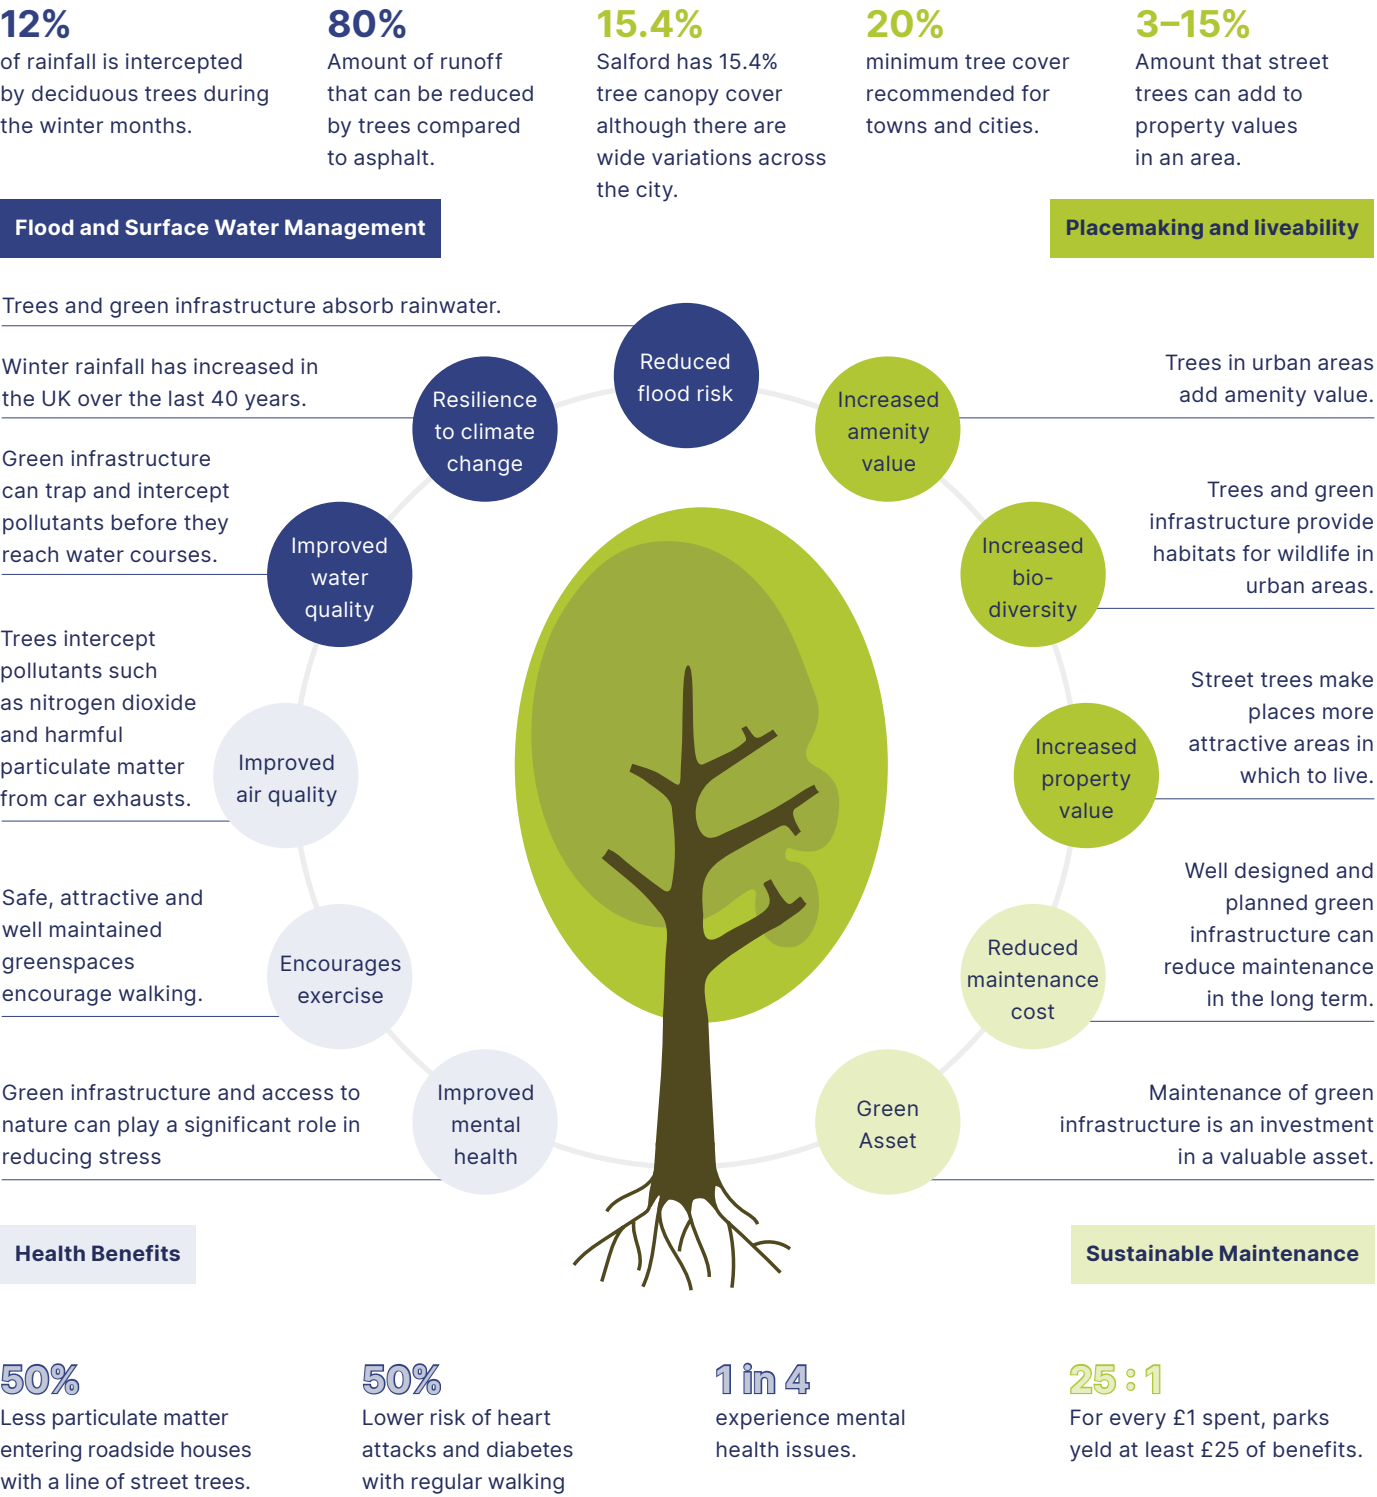 12%
of rainfall is intercepted
by deciduous trees during
the winter months.
80%
Amount of runoff
that can be reduced
by trees compared
to asphalt.
15.4%
Salford has 15.4%
tree canopy cover
although there are
wide variations across
the city.
20%
minimum tree cover
recommended for
towns and cities.
3–15%
Amount that street
trees can add to
property values
in an area.
Flood and Surface Water Management
Placemaking and liveability
Trees and green infrastructure absorb rainwater.
Reduced
flood risk
Winter rainfall has increased in
the UK over the last 40 years.
Resilience
to climate
change
Green infrastructure
can trap and intercept
pollutants before they
reach water courses.
Improved
water
quality
Trees intercept
pollutants such
as nitrogen dioxide
and harmful
particulate matter
from car exhausts.
Improved
air quality
Safe, attractive and
well maintained
greenspaces
encourage walking.
Encourages
exercise
Green infrastructure and access to
nature can play a significant role in
reducing stress
Improved
mental
health
Increased
amenity
value
Trees in urban areas
add amenity value.
Increased
bio-
diversity
Trees and green
infrastructure provide
habitats for wildlife in
urban areas.
Increased
property
value
Street trees make
places more
attractive areas in
which to live.
Reduced
maintenance
cost
Well designed and
planned green
infrastructure can
reduce maintenance
in the long term.
Green
Asset
Maintenance of green
infrastructure is an investment
in a valuable asset.
Health Benefits
Sustainable Maintenance
50%
Less particulate matter
entering roadside houses
with a line of street trees.
50%
Lower risk of heart
attacks and diabetes
with regular walking
1 in 4
experience mental
health issues.
25 : 1
For every £1 spent, parks
yeld at least £25 of benefits.